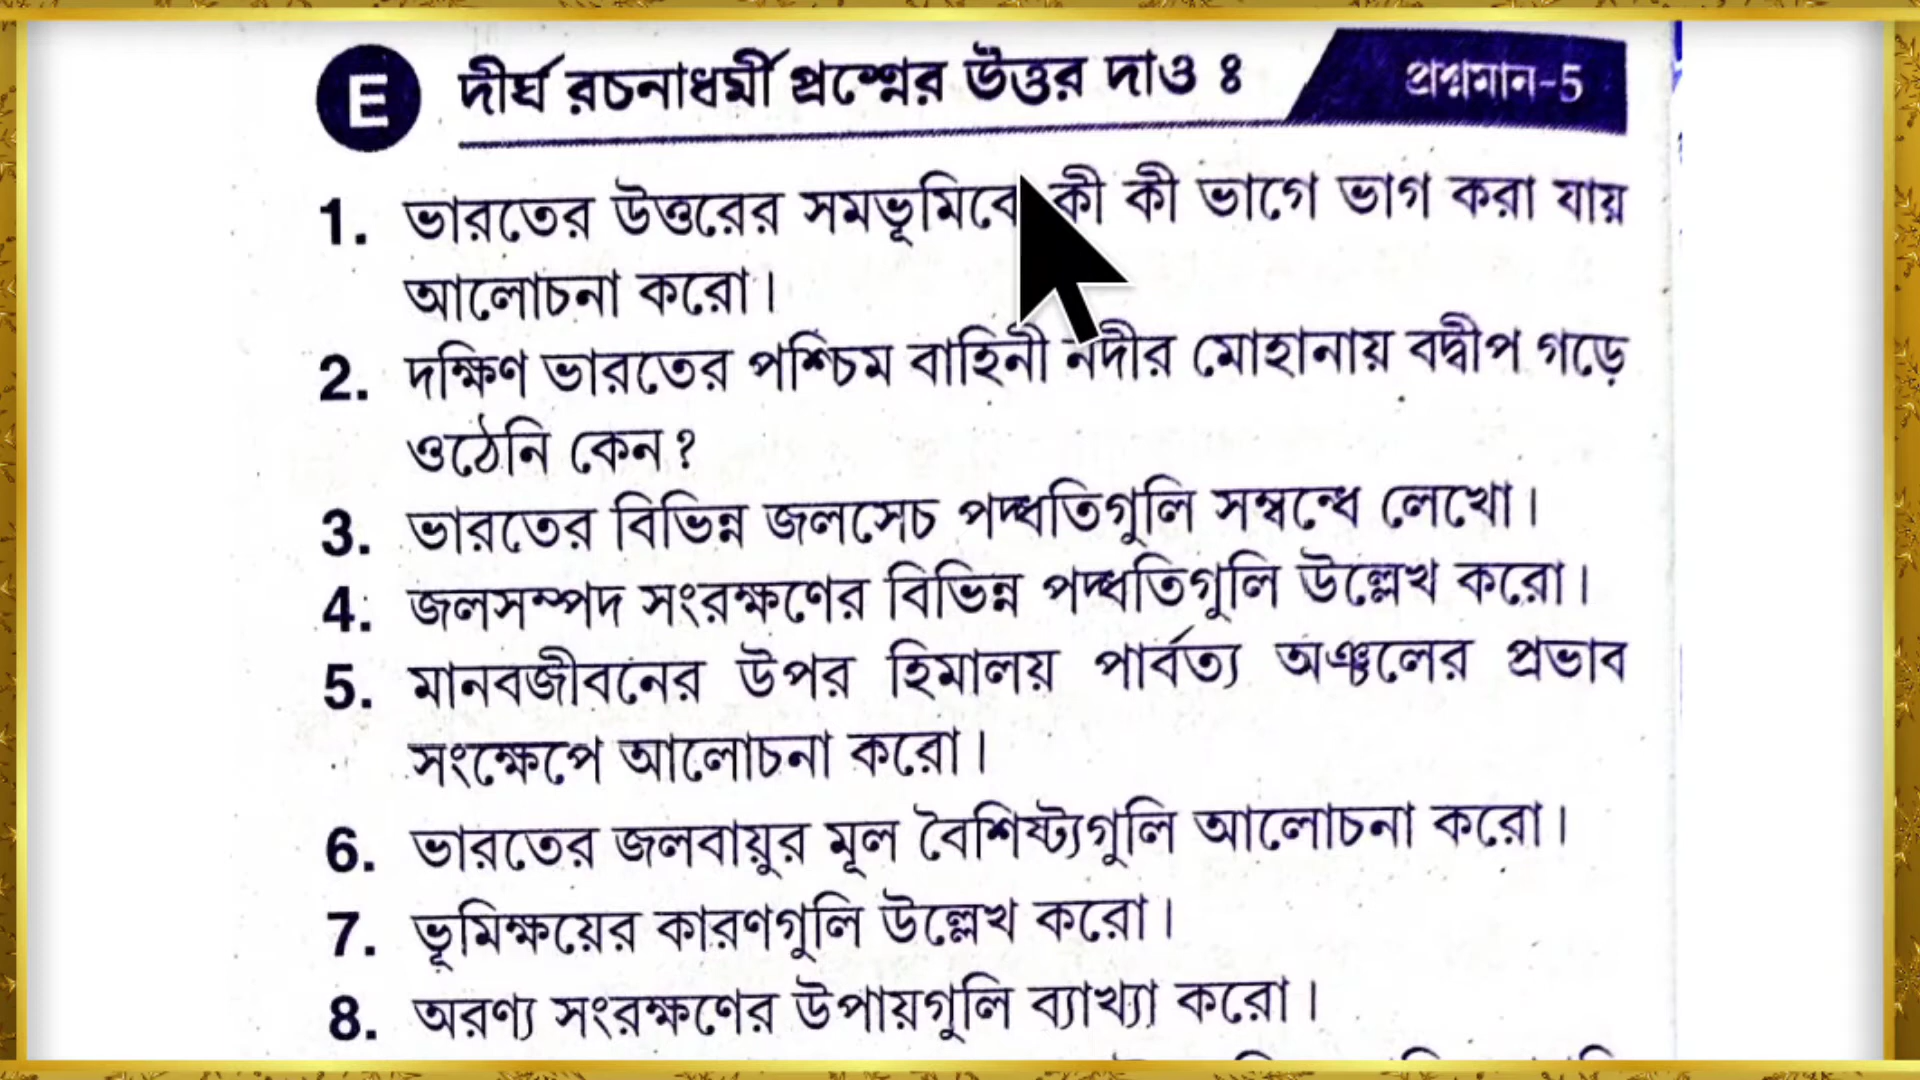 E দীর্ঘ রচনাধর্মী প্রশ্নের উত্তর দাও ঃ প্রশ্নমান-5
1. ভারতের উত্তরের সমভূমিকে কী কী ভাগে ভাগ করা যায়
আলোচনা করো।
2. দক্ষিণ ভারতের পশ্চিম বাহিনী নদীর মোহানায় বদ্বীপ গড়ে
ওঠেনি কেন?
3. ভারতের বিভিন্ন জলসেচ পদ্ধতিগুলি সম্বন্ধে লেখো।
4. জলসম্পদ সংরক্ষণের বিভিন্ন পদ্ধতিগুলি উল্লেখ করো।
5. মানবজীবনের উপর হিমালয় পার্বত্য অঞ্চলের প্রভাব
সংক্ষেপে আলোচনা করো।
6. ভারতের জলবায়ুর মূল বৈশিষ্ট্যগুলি আলোচনা করো।
7. ভূমিক্ষয়ের কারণগুলি উল্লেখ করো।
8. অরণ্য সংরক্ষণের উপায়গুলি ব্যাখ্যা করো।